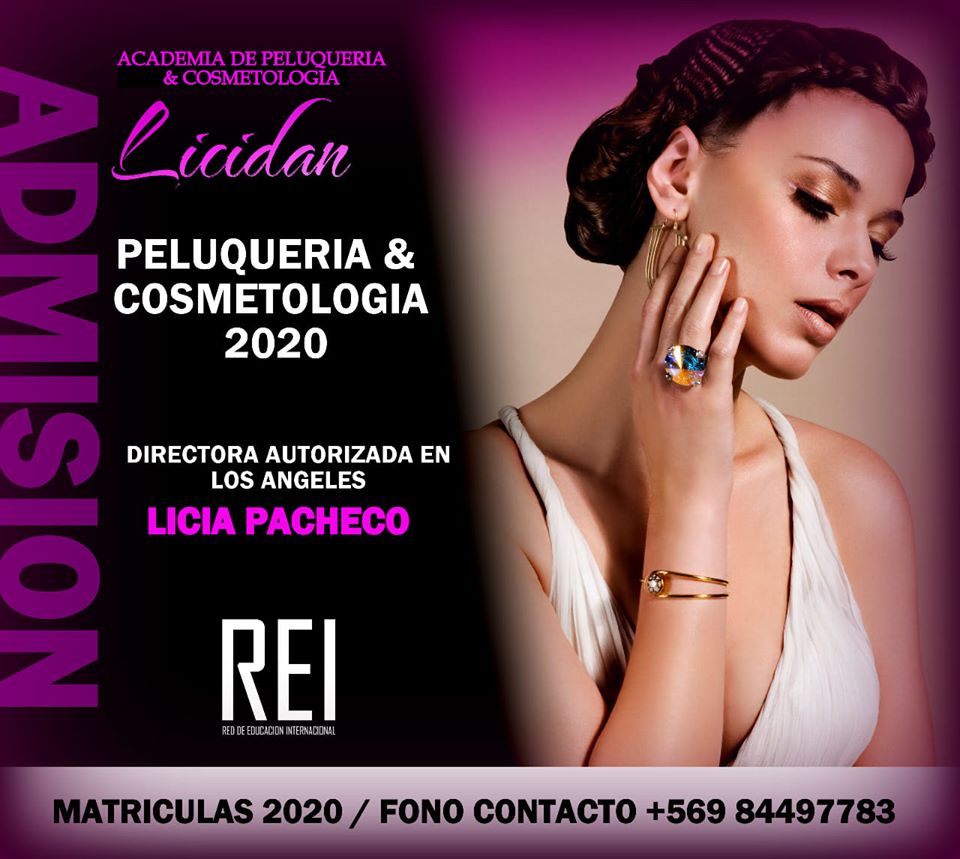 ADMISION
ACADEMIA DE PELUQUERIA
& COSMETOLOGÍA
Licidan
PELUQUERIA &
COSMETOLOGIA
2020
DIRECTORA AUTORIZADA EN
LOS ANGELES
LICIA PACHECO
REI
RED DE EDUCACION INTERNACIONAL
MATRICULAS 2020 / FONO CONTACTO +569 84497783